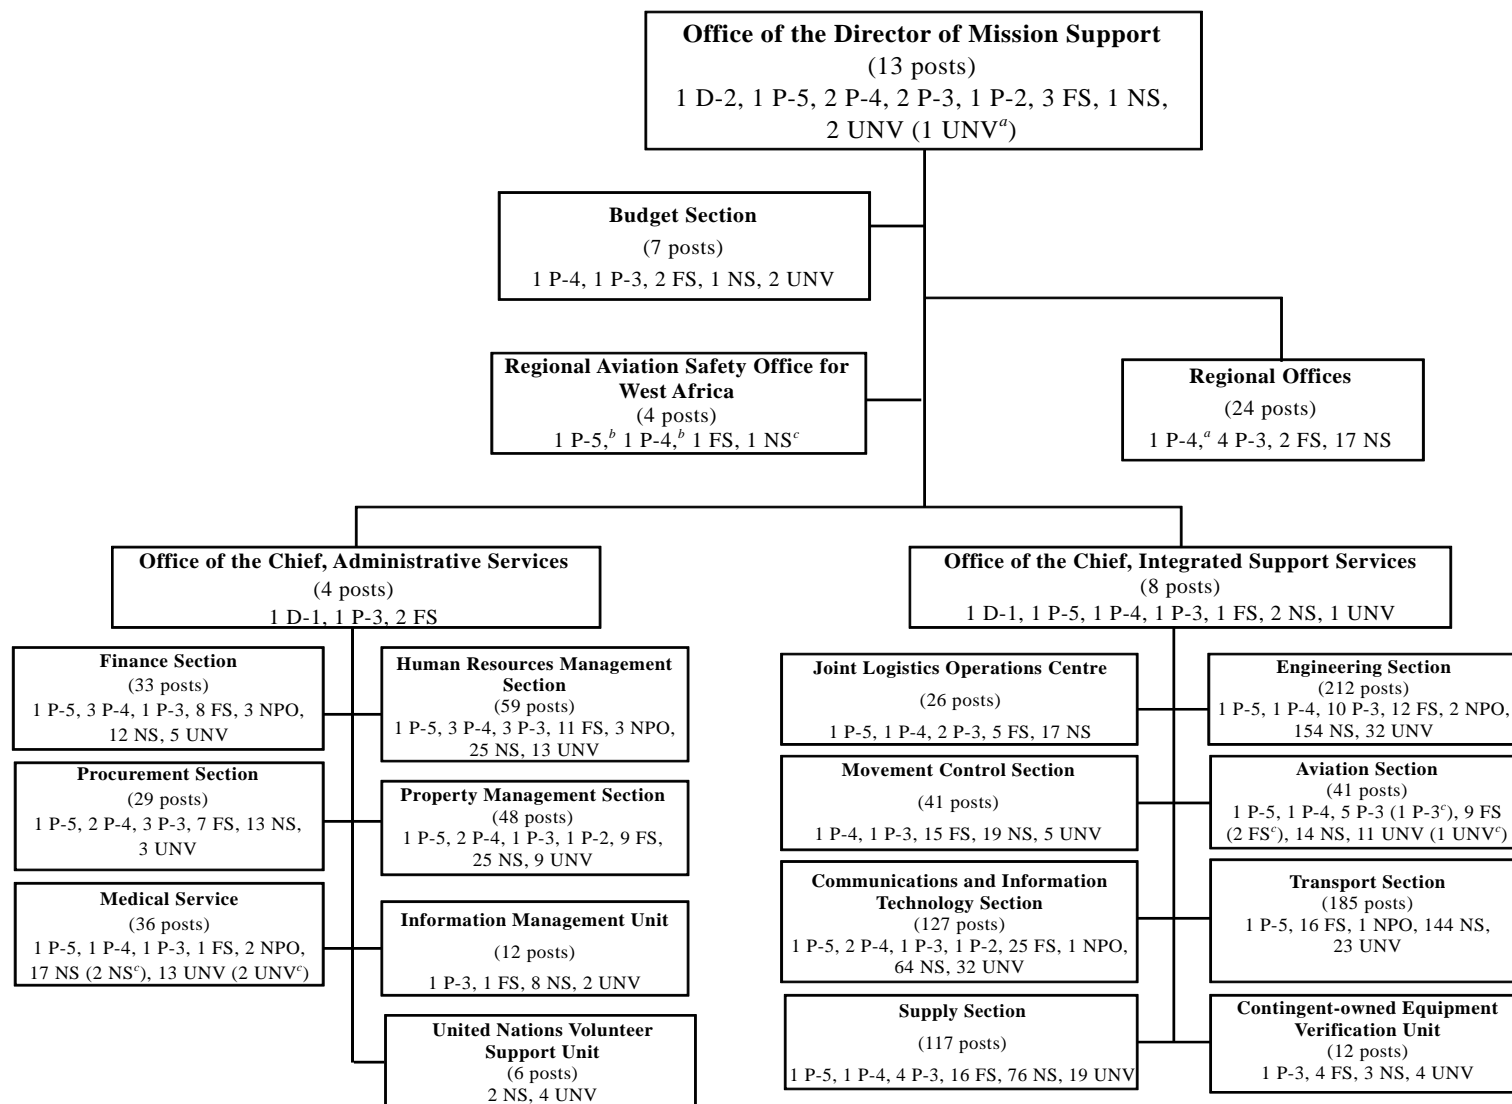 Office of the Director of Mission Support
(13 posts)
1 D-2, 1 P-5, 2 P-4, 2 P-3, 1 P-2, 3 FS, 1 NS,
2 UNV (1 UNVᵃ)
Budget Section
(7 posts)
1 P-4, 1 P-3, 2 FS, 1 NS, 2 UNV
Regional Aviation Safety Office for
West Africa
(4 posts)
1 P-5,ᵇ 1 P-4,ᵇ 1 FS, 1 NSᶜ
Regional Offices
(24 posts)
1 P-4,ᵃ 4 P-3, 2 FS, 17 NS
Office of the Chief, Administrative Services
(4 posts)
1 D-1, 1 P-3, 2 FS
Finance Section
(33 posts)
1 P-5, 3 P-4, 1 P-3, 8 FS, 3 NPO,
12 NS, 5 UNV
Human Resources Management
Section
(59 posts)
1 P-5, 3 P-4, 3 P-3, 11 FS, 3 NPO,
25 NS, 13 UNV
Procurement Section
(29 posts)
1 P-5, 2 P-4, 3 P-3, 7 FS, 13 NS,
3 UNV
Property Management Section
(48 posts)
1 P-5, 2 P-4, 1 P-3, 1 P-2, 9 FS,
25 NS, 9 UNV
Medical Service
(36 posts)
1 P-5, 1 P-4, 1 P-3, 1 FS, 2 NPO,
17 NS (2 NSᶜ), 13 UNV (2 UNVᶜ)
Information Management Unit
(12 posts)
1 P-3, 1 FS, 8 NS, 2 UNV
United Nations Volunteer
Support Unit
(6 posts)
2 NS, 4 UNV
Office of the Chief, Integrated Support Services
(8 posts)
1 D-1, 1 P-5, 1 P-4, 1 P-3, 1 FS, 2 NS, 1 UNV
Joint Logistics Operations Centre
(26 posts)
1 P-5, 1 P-4, 2 P-3, 5 FS, 17 NS
Engineering Section
(212 posts)
1 P-5, 1 P-4, 10 P-3, 12 FS, 2 NPO,
154 NS, 32 UNV
Movement Control Section
(41 posts)
1 P-4, 1 P-3, 15 FS, 19 NS, 5 UNV
Aviation Section
(41 posts)
1 P-5, 1 P-4, 5 P-3 (1 P-3ᶜ), 9 FS
(2 FSᶜ), 14 NS, 11 UNV (1 UNVᶜ)
Communications and Information
Technology Section
(127 posts)
1 P-5, 2 P-4, 1 P-3, 1 P-2, 25 FS, 1 NPO,
64 NS, 32 UNV
Transport Section
(185 posts)
1 P-5, 16 FS, 1 NPO, 144 NS,
23 UNV
Supply Section
(117 posts)
1 P-5, 1 P-4, 4 P-3, 16 FS, 76 NS, 19 UNV
Contingent-owned Equipment
Verification Unit
(12 posts)
1 P-3, 4 FS, 3 NS, 4 UNV